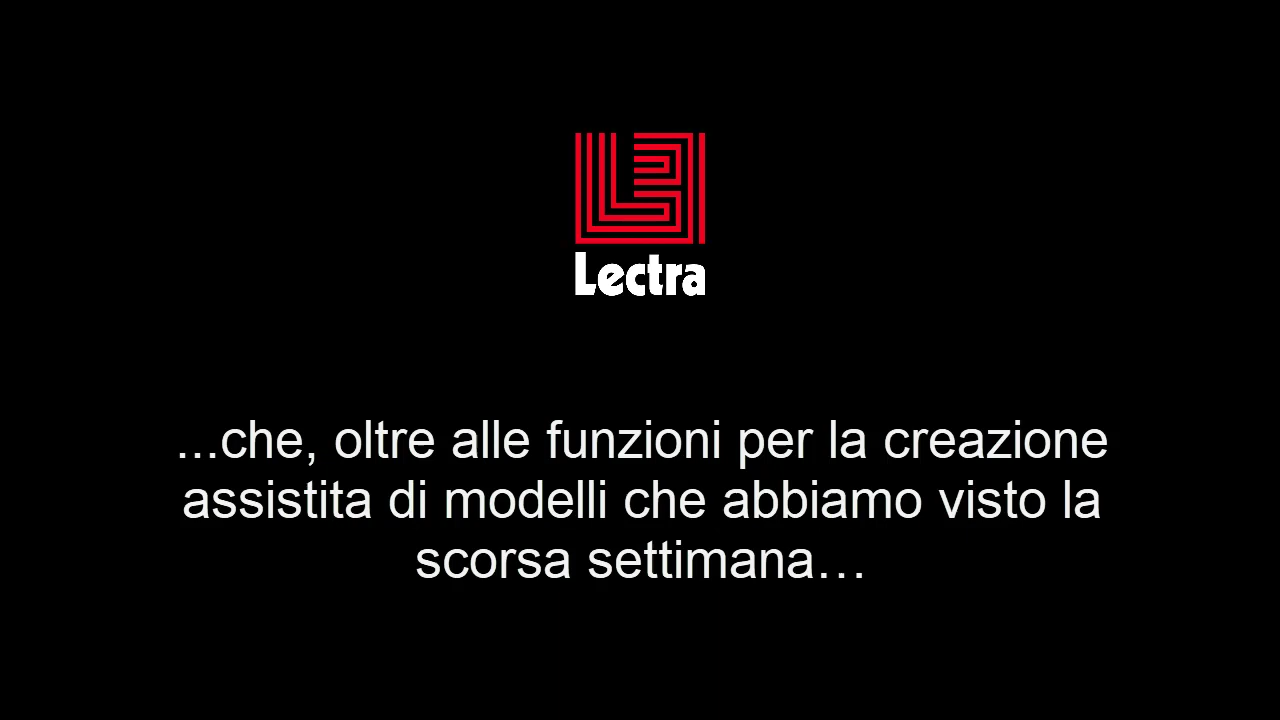 Lectra
...che, oltre alle funzioni per la creazione
assistita di modelli che abbiamo visto la
scorsa settimana…